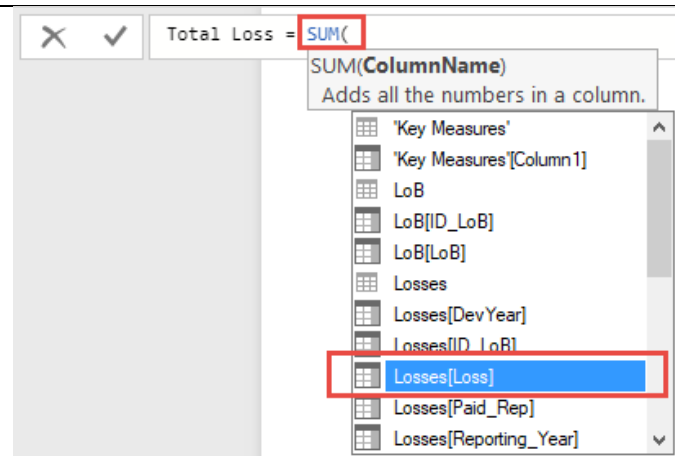 Total Loss = SUM(
SUM(ColumnName)
Adds all the numbers in a column.
'Key Measures'
'Key Measures'[Column1]
LoB
LoB[ID_LoB]
LoB[LoB]
Losses
Losses[DevYear]
Losses[ID_LoB]
Losses[Loss]
Losses[Paid_Rep]
Losses[Reporting_Year]